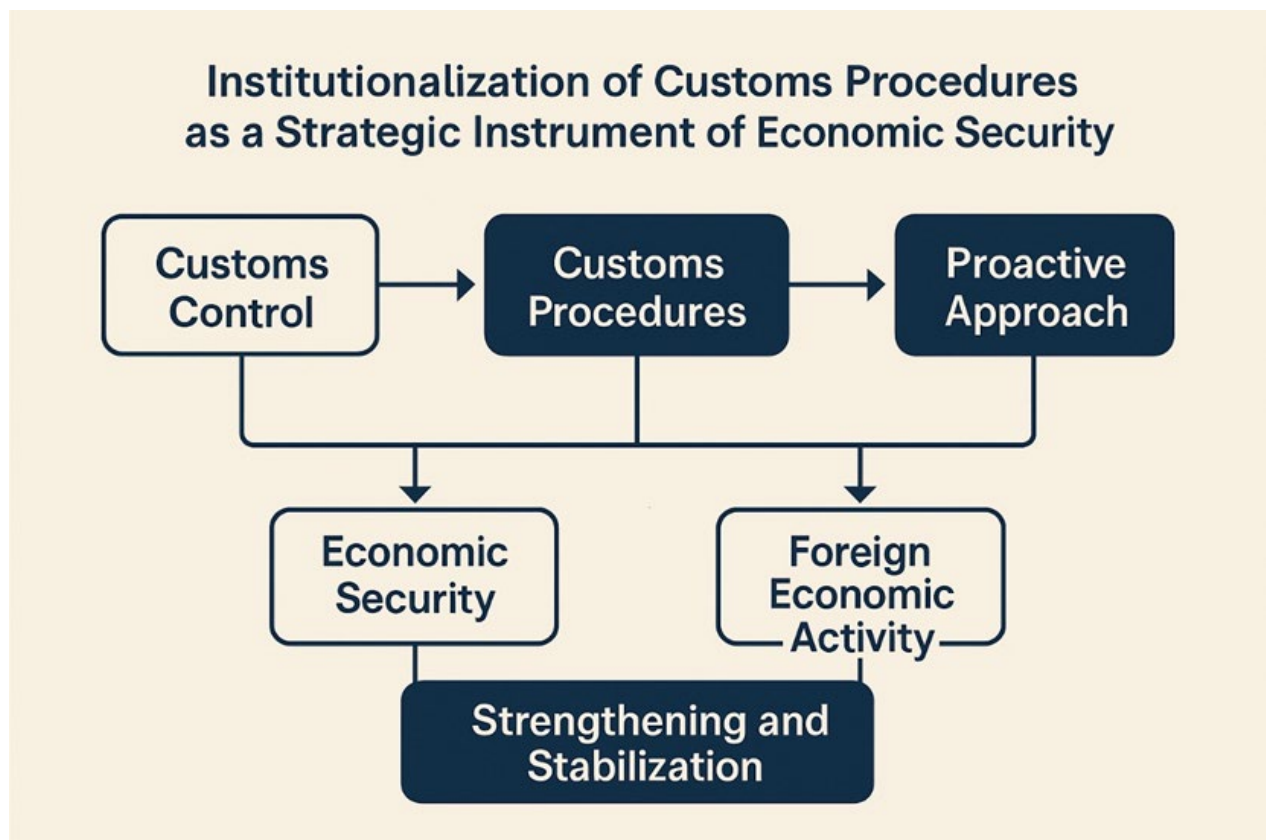 Institutionalization of Customs Procedures
as a Strategic Instrument of Economic Security
Customs
Control
Customs
Procedures
Proactive
Approach
Economic
Security
Foreign
Economic
Activity
Strengthening and
Stabilization